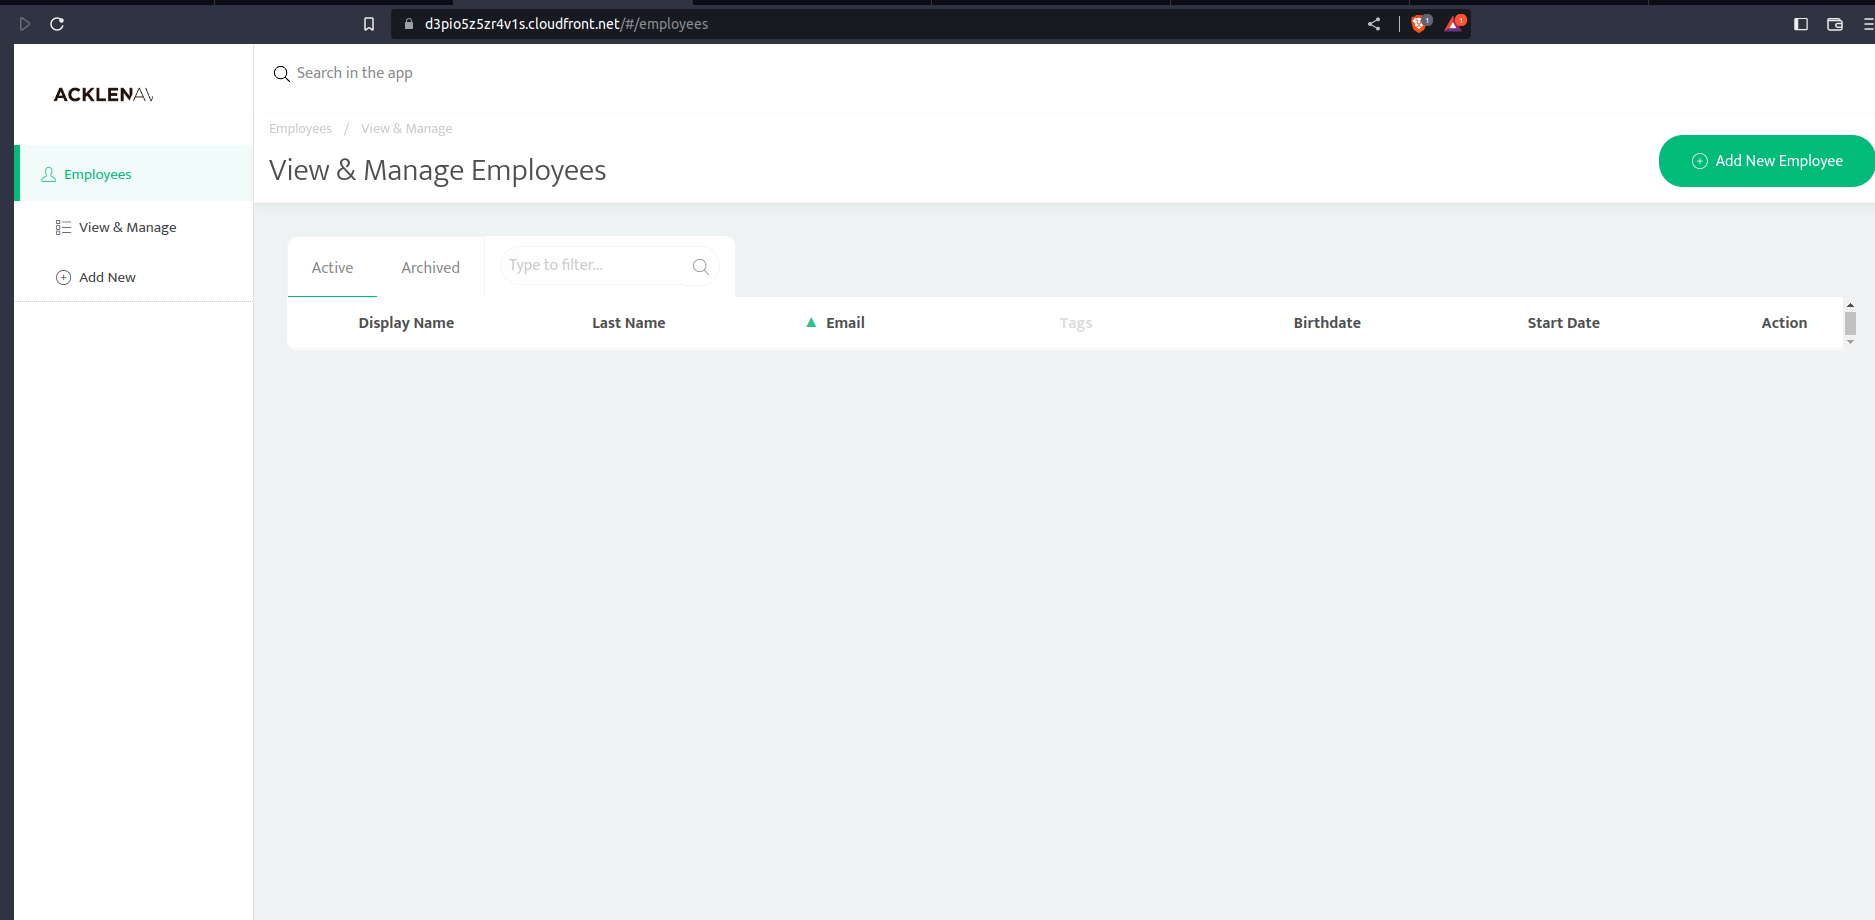 d3pio5z5zr4v1s.cloudfront.net/#/employees
1
1
ACKLENAV
Search in the app
Employees / View & Manage
View & Manage Employees
Add New Employee
Employees
View & Manage
Add New
Active
Archived
Type to filter...
Display Name
Last Name
Email
Tags
Birthdate
Start Date
Action